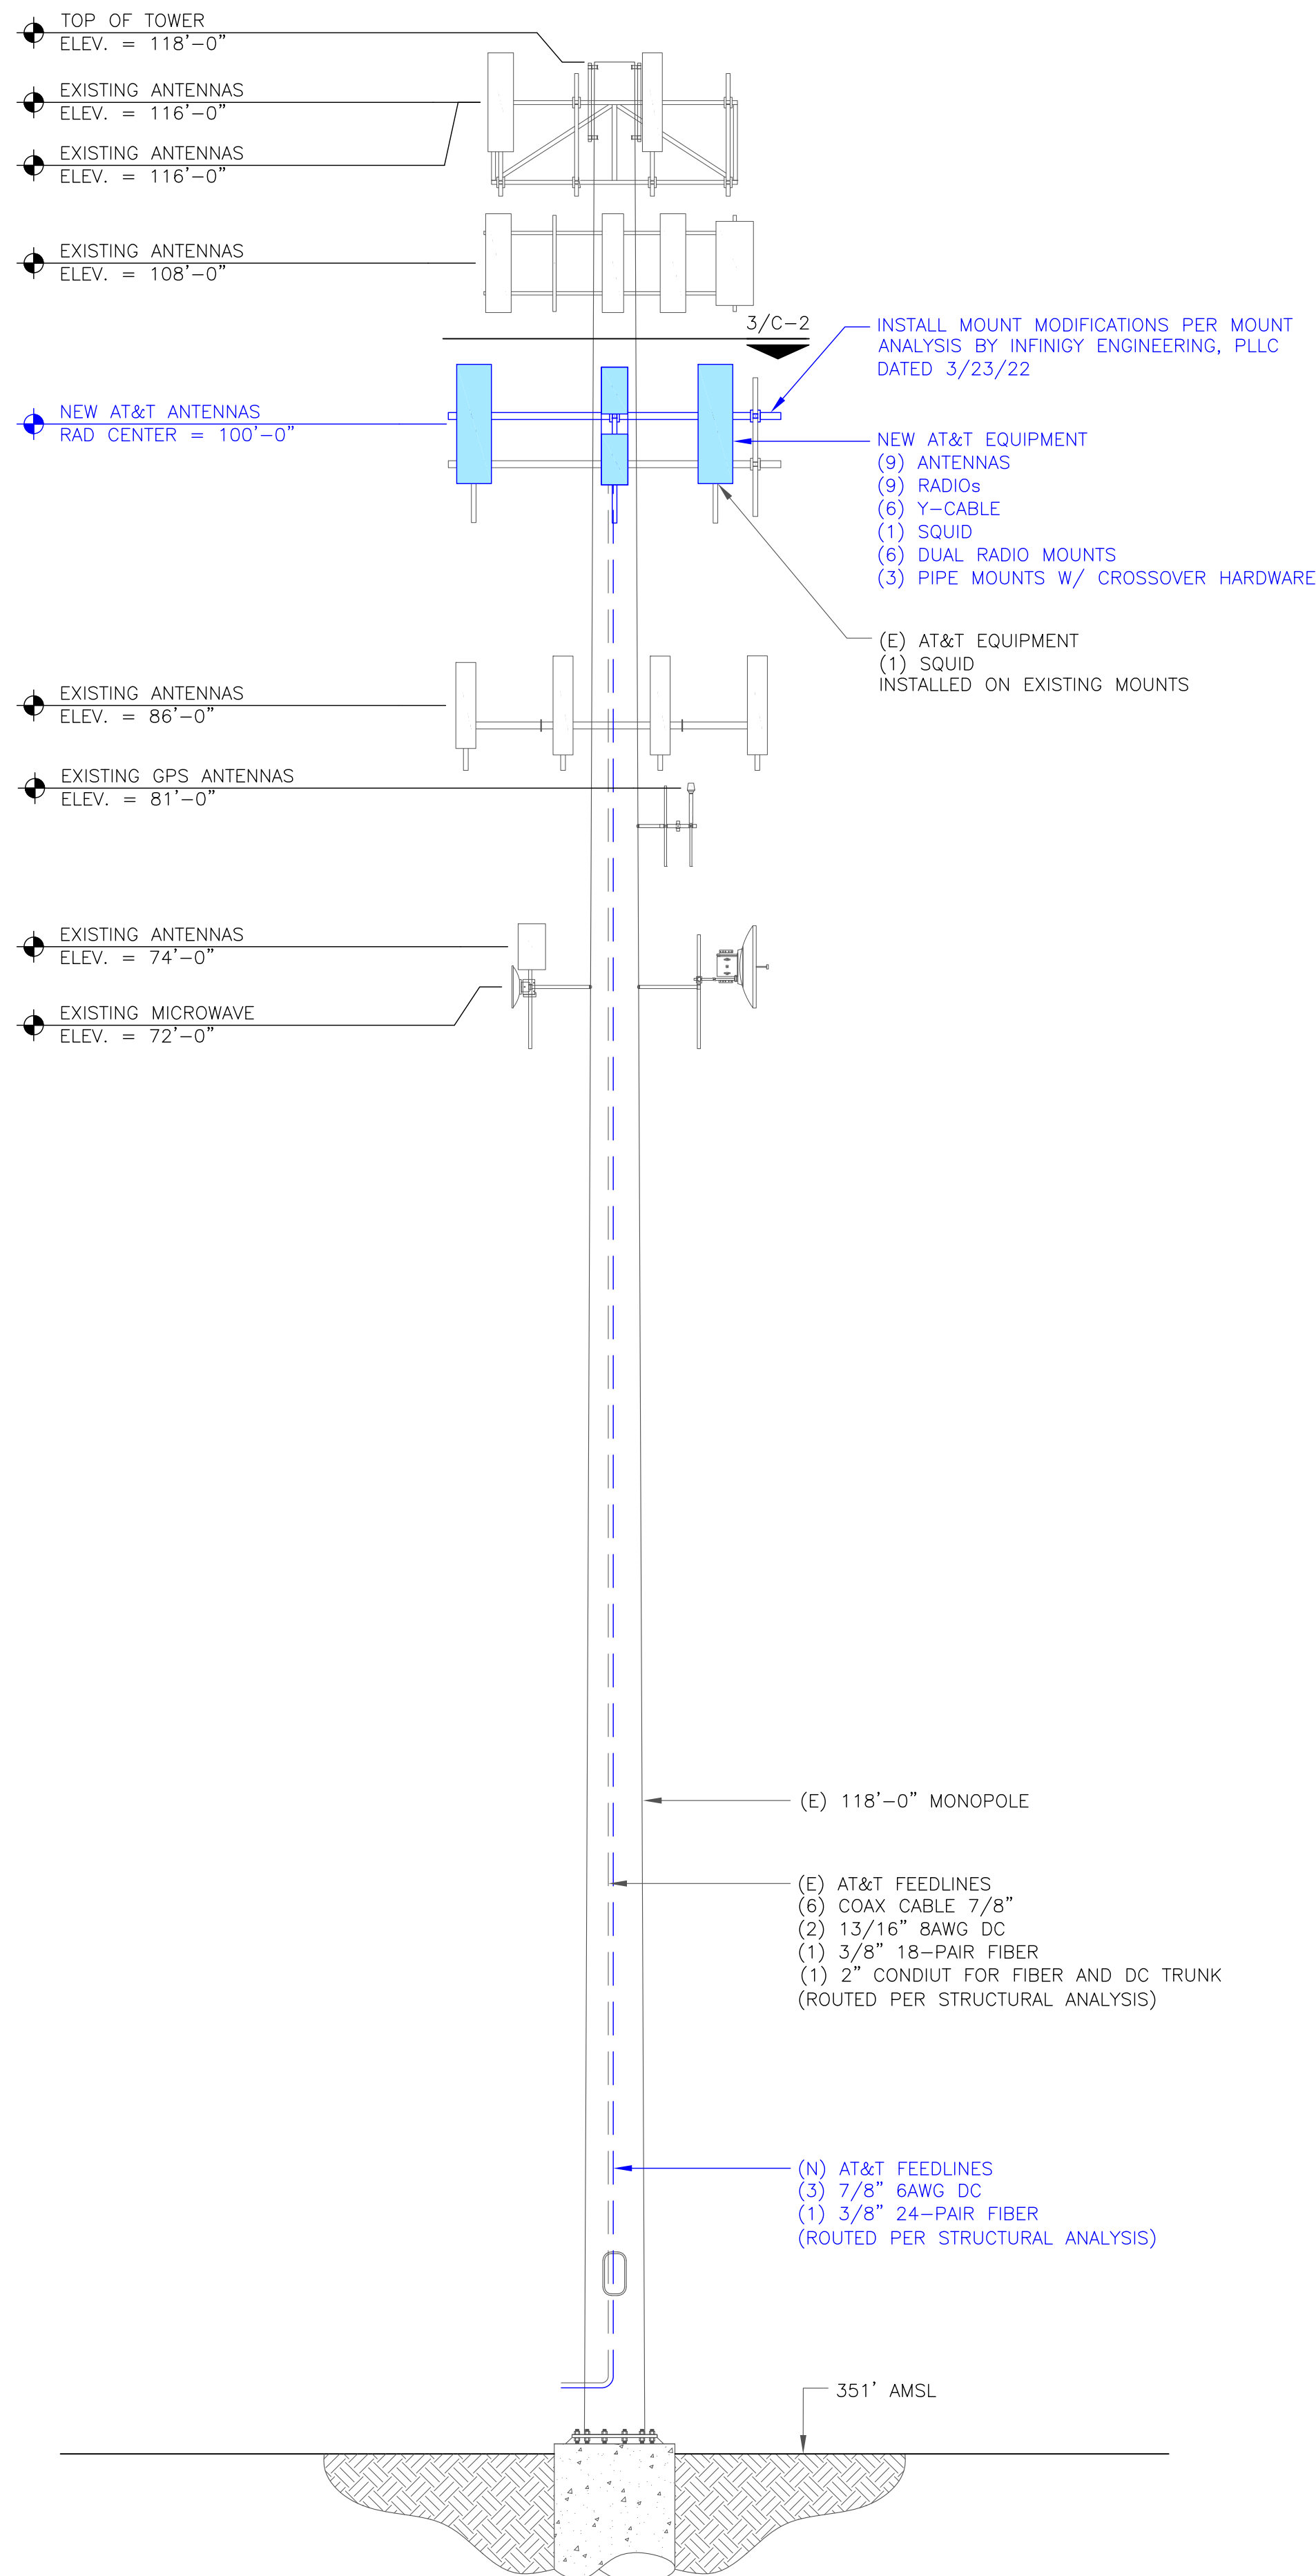 TOP OF TOWER
ELEV. = 118'-0"
EXISTING ANTENNAS
ELEV. = 116'-0"
EXISTING ANTENNAS
ELEV. = 116'-0"
EXISTING ANTENNAS
ELEV. = 108'-0"
3/C-2
INSTALL MOUNT MODIFICATIONS PER MOUNT
ANALYSIS BY INFINIGY ENGINEERING, PLLC
DATED 3/23/22
NEW AT&T ANTENNAS
RAD CENTER = 100'-0"
NEW AT&T EQUIPMENT
(9) ANTENNAS
(9) RADIOs
(6) Y-CABLE
(1) SQUID
(6) DUAL RADIO MOUNTS
(3) PIPE MOUNTS W/ CROSSOVER HARDWARE
(E) AT&T EQUIPMENT
(1) SQUID
INSTALLED ON EXISTING MOUNTS
EXISTING ANTENNAS
ELEV. = 86'-0"
EXISTING GPS ANTENNAS
ELEV. = 81'-0"
EXISTING ANTENNAS
ELEV. = 74'-0"
EXISTING MICROWAVE
ELEV. = 72'-0"
(E) 118'-0" MONOPOLE
(E) AT&T FEEDLINES
(6) COAX CABLE 7/8"
(2) 13/16" 8AWG DC
(1) 3/8" 18-PAIR FIBER
(1) 2" CONDIUT FOR FIBER AND DC TRUNK
(ROUTED PER STRUCTURAL ANALYSIS)
(N) AT&T FEEDLINES
(3) 7/8" 6AWG DC
(1) 3/8" 24-PAIR FIBER
(ROUTED PER STRUCTURAL ANALYSIS)
351' AMSL